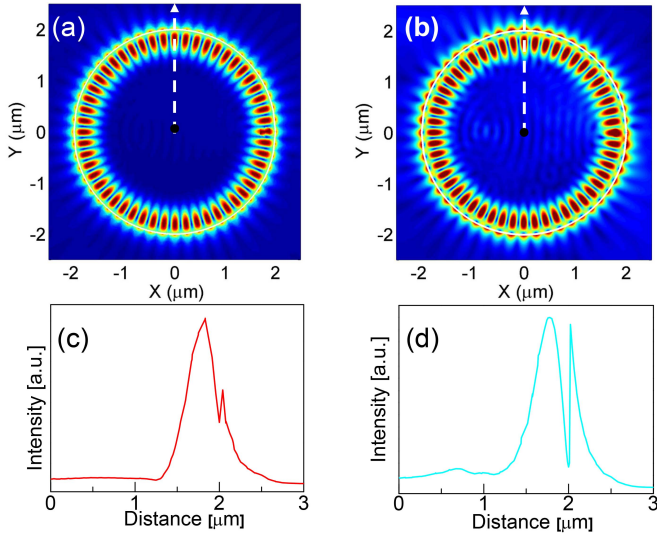 (a)
(b)
2
1
0
-1
-2
Y (μm)
-2
-1
0
1
2
X (μm)
2
1
0
-1
-2
Y (μm)
-2
-1
0
1
2
X (μm)
(c)
Intensity [a.u.]
0
1
2
3
Distance [μm]
(d)
Intensity [a.u.]
0
1
2
3
Distance [μm]